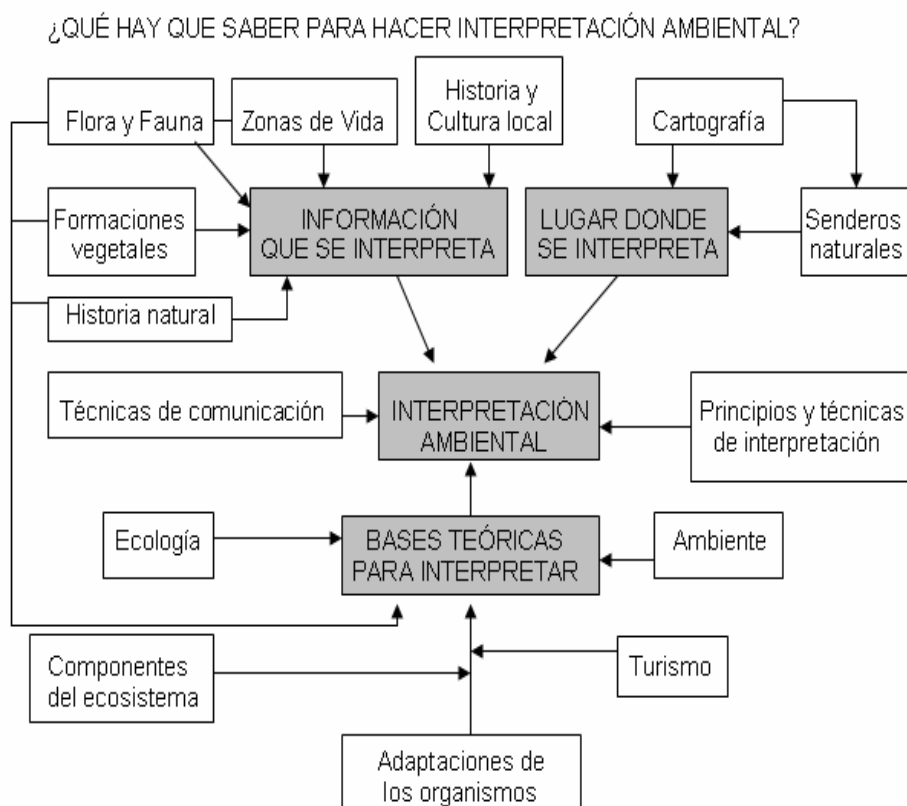 ¿QUÉ HAY QUE SABER PARA HACER INTERPRETACIÓN AMBIENTAL?
Flora y Fauna
Zonas de Vida
Historia y
Cultura local
Cartografía
Formaciones
vegetales
INFORMACIÓN
QUE SE INTERPRETA
LUGAR DONDE
SE INTERPRETA
Senderos
naturales
Historia natural
Técnicas de comunicación
INTERPRETACIÓN
AMBIENTAL
Principios y técnicas
de interpretación
Ecología
BASES TEÓRICAS
PARA INTERPRETAR
Ambiente
Componentes
del ecosistema
Turismo
Adaptaciones de
los organismos